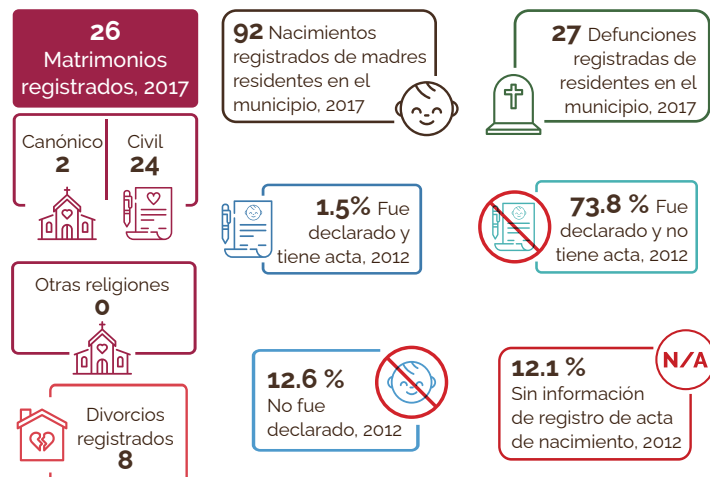 26
Matrimonios
registrados, 2017
Canónico
2
Civil
24
Otras religiones
0
Divorcios
registrados
8
92 Nacimientos
registrados de madres
residentes en el
municipio, 2017
27 Defunciones
registradas de
residentes en el
municipio, 2017
1.5% Fue
declarado y
tiene acta, 2012
73.8 % Fue
declarado y no
tiene acta, 2012
12.6 %
No fue
declarado, 2012
N/A
12.1 %
Sin información
de registro de acta
de nacimiento, 2012